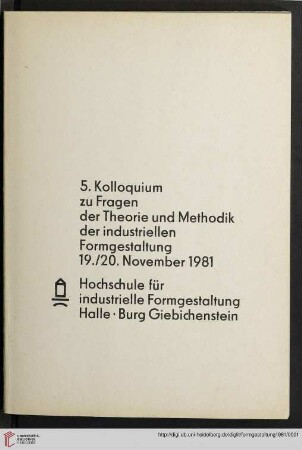 5. Kolloquium
zu Fragen
der Theorie und Methodik
der industriellen
Formgestaltung
19./20. November 1981
Hochschule für
industrielle Formgestaltung
Halle · Burg Giebichenstein